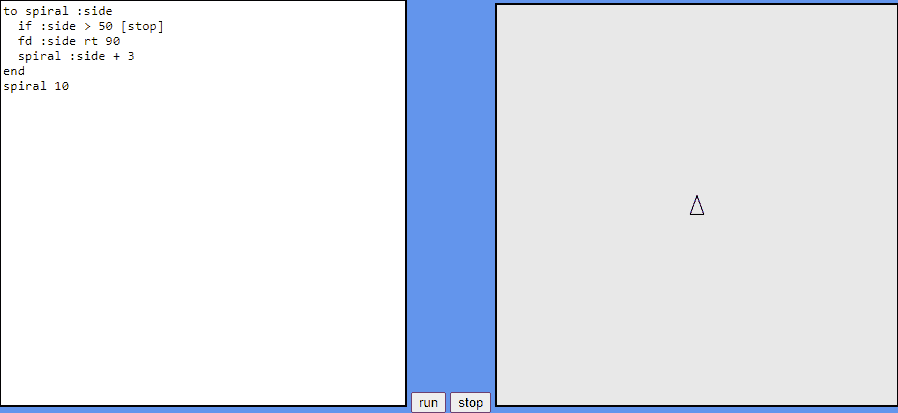 to spiral :side
  if :side > 50 [stop]
  fd :side rt 90
  spiral :side + 3
end
spiral 10
run
stop